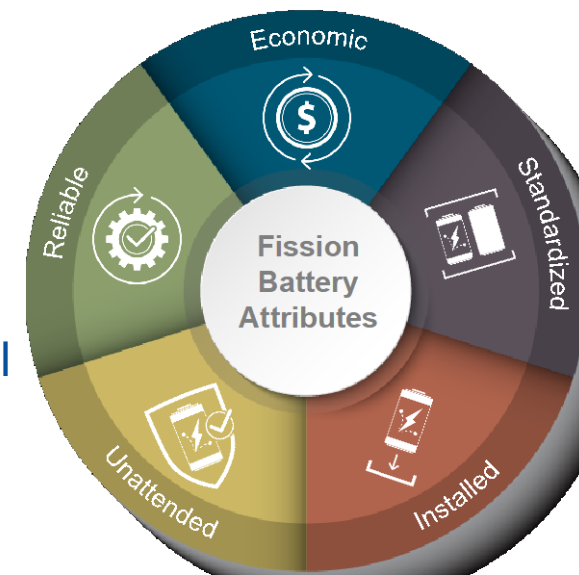 Economic
Reliable
$
Standardized
Fission
Battery
Attributes
Unattended
Installed